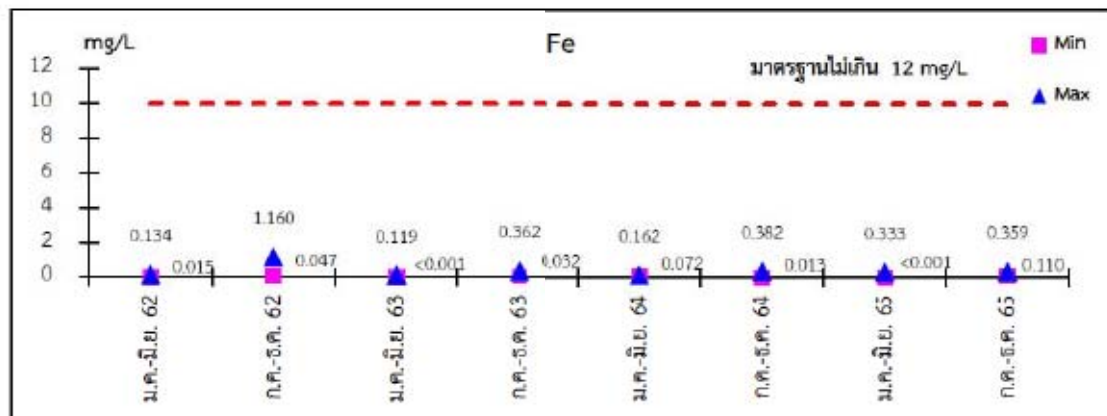 mg/L
Fe
Min
Max
มาตรฐานไม่เกิน 12 mg/L
12
10
8
6
4
2
0
0.134
1.160
0.119
0.362
0.162
0.382
0.333
0.359
0.015
0.047
<0.001
0.072
0.013
<0.001
0.110
ม.ค.-มิ.ย. 62
ก.ค.-ธ.ค. 62
ม.ค.-มิ.ย. 63
ก.ค.-ธ.ค. 63
ม.ค.-มิ.ย. 64
ก.ค.-ธ.ค. 64
ม.ค.-มิ.ย. 65
ก.ค.-ธ.ค. 65